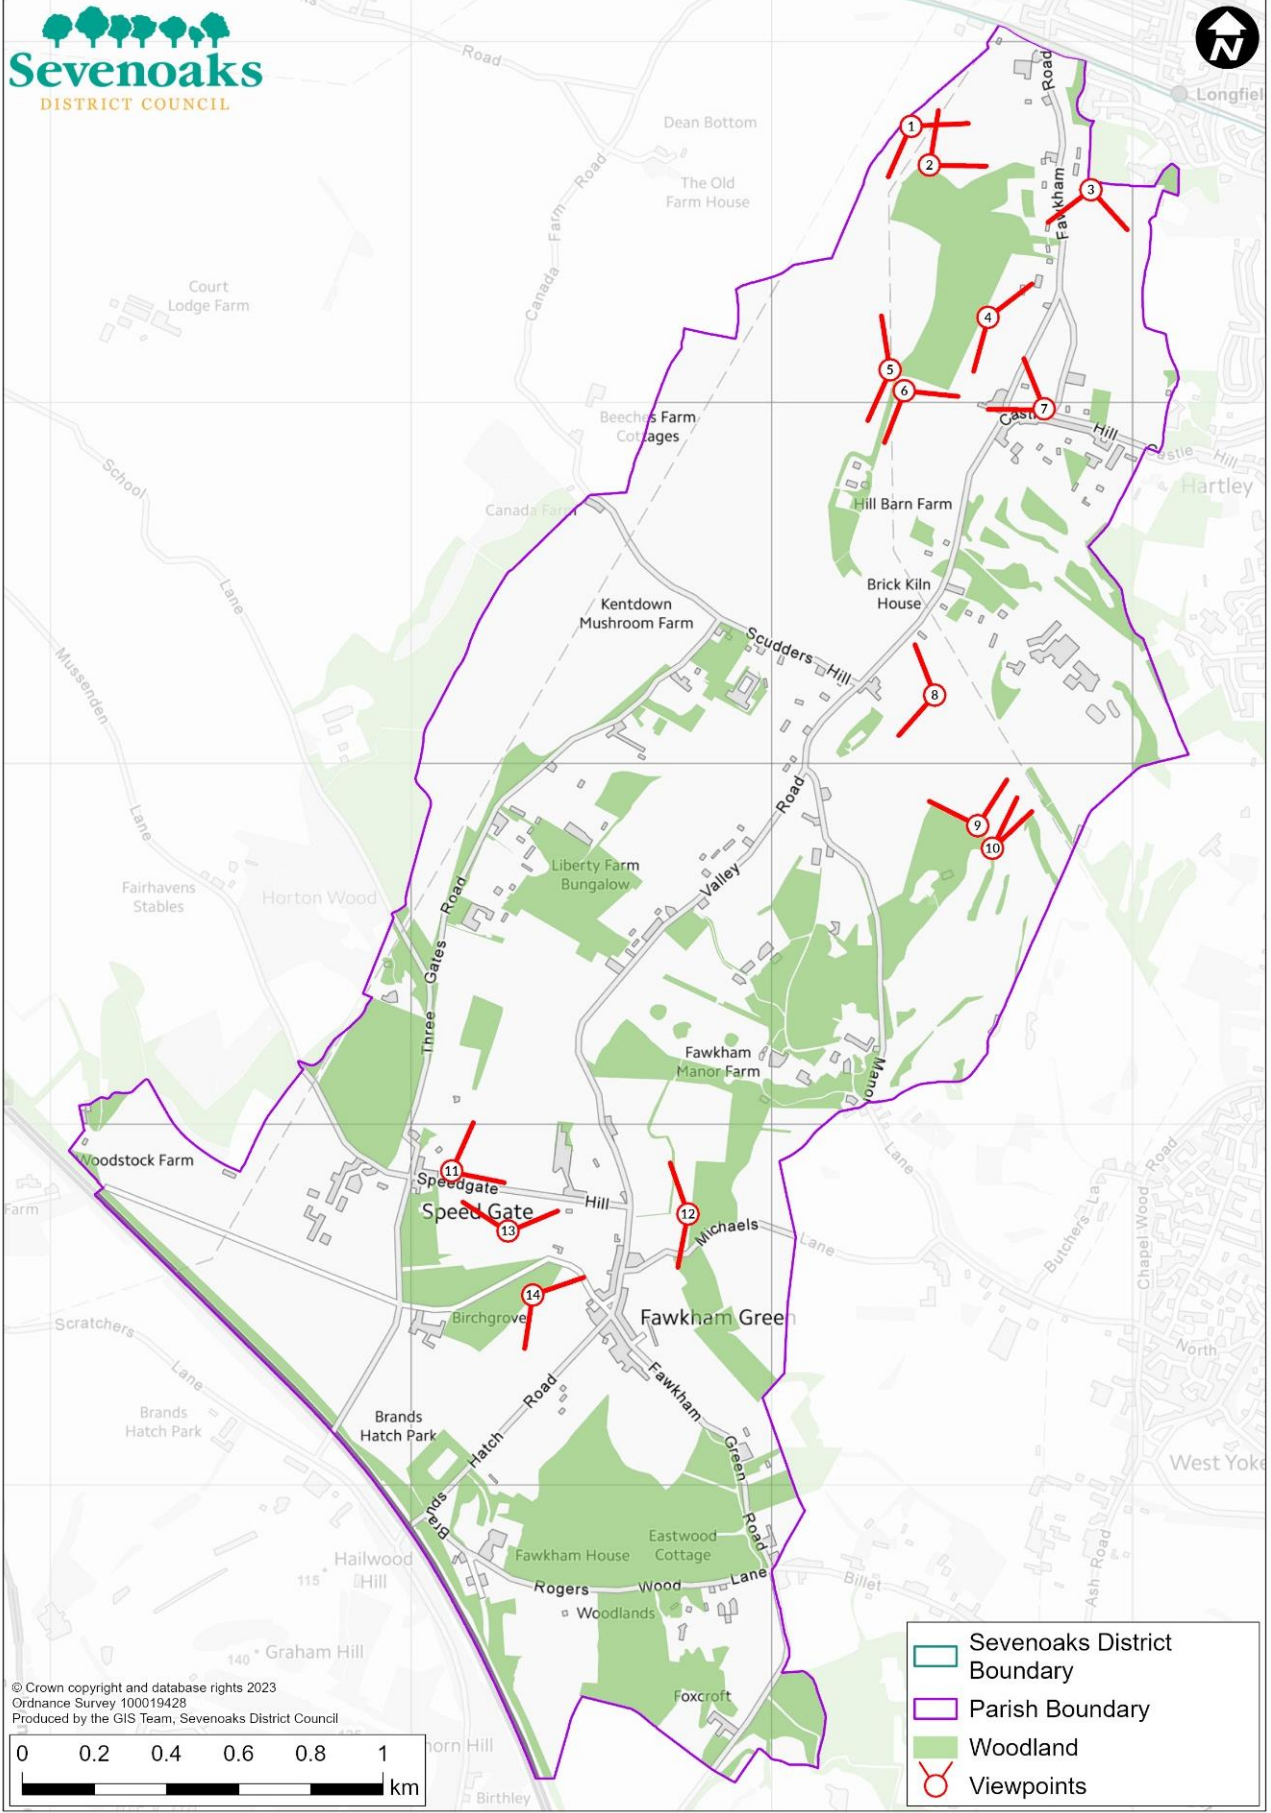 Sevenoaks
DISTRICT COUNCIL
N
Road
Road
Longfiel
Dean Bottom
1
2
The Old
Farm House
Road
Farm
Canada
Fawkham
3
Court
Lodge Farm
4
5
6
7
Beeches Farm
Cottages
Hill
Castle
Hill
School
Canada Farm
Hartley
Hill Barn Farm
Lane
Brick Kiln
House
Kentdown
Mushroom Farm
Scudders
Hill
Mussenden
8
Lane
Road
9
10
Liberty Farm
Bungalow
Valley
Fairhavens
Stables
Horton Wood
Road
Gates
Three
Fawkham
Manor Farm
Manor
Woodstock Farm
11
Speedgate
Hill
Lane
Butchers
Chapel Wood
Road
Farm
Speed Gate
13
12
Michaels
Lane
14
Birchgrove
Fawkham Green
Scratchers
Lane
North
Brands
Hatch Park
Brands
Hatch Park
Road
Hatch
Brands
Fawkham
Green
Road
West Yoke
Hailwood
Hill
115
Fawkham House
Eastwood
Cottage
Rogers
Wood
Lane
Billet
Ash Road
Woodlands
140
Graham Hill
Foxcroft
© Crown copyright and database rights 2023
Ordnance Survey 100019428
Produced by the GIS Team, Sevenoaks District Council
0 0.2 0.4 0.6 0.8 1
km
horn Hill
Birthley
Sevenoaks District
Boundary
Parish Boundary
Woodland
Viewpoints